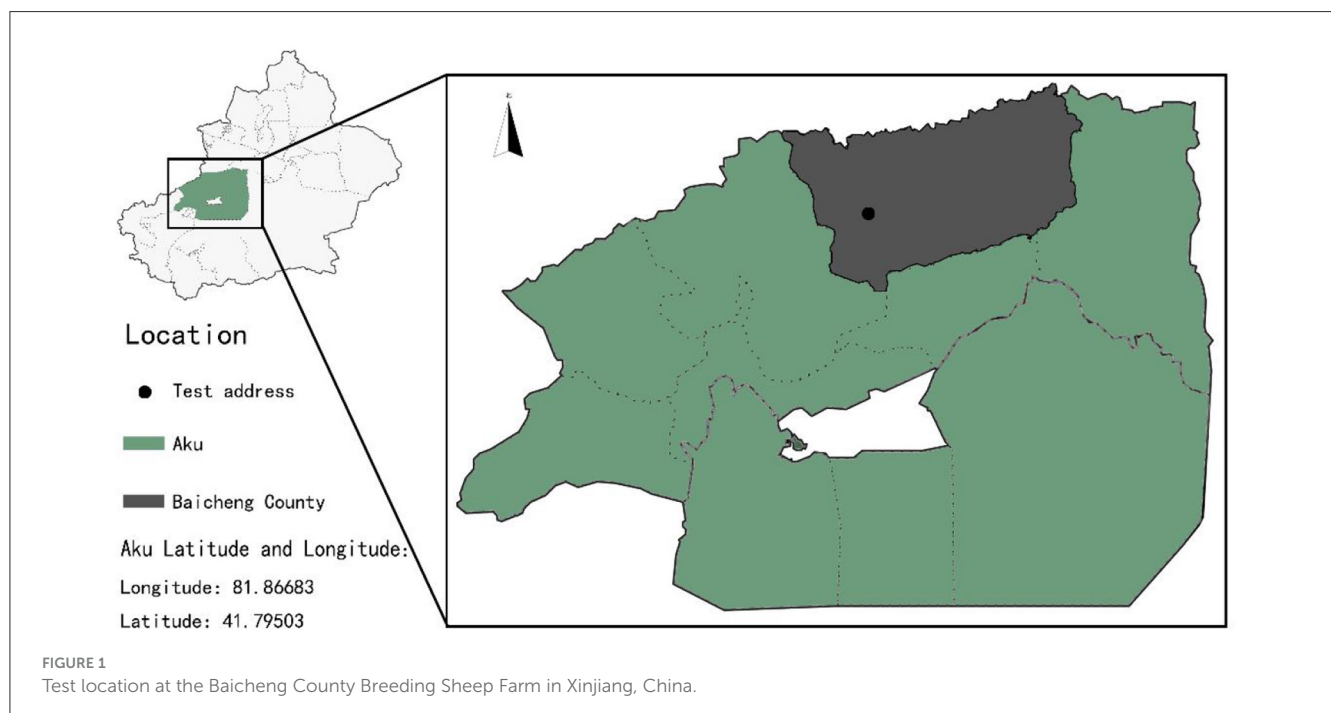 Location
Test address
Aku
Baicheng County
Aku Latitude and Longitude:
Longitude: 81.86683
Latitude: 41.79503
FIGURE 1
Test location at the Baicheng County Breeding Sheep Farm in Xinjiang, China.